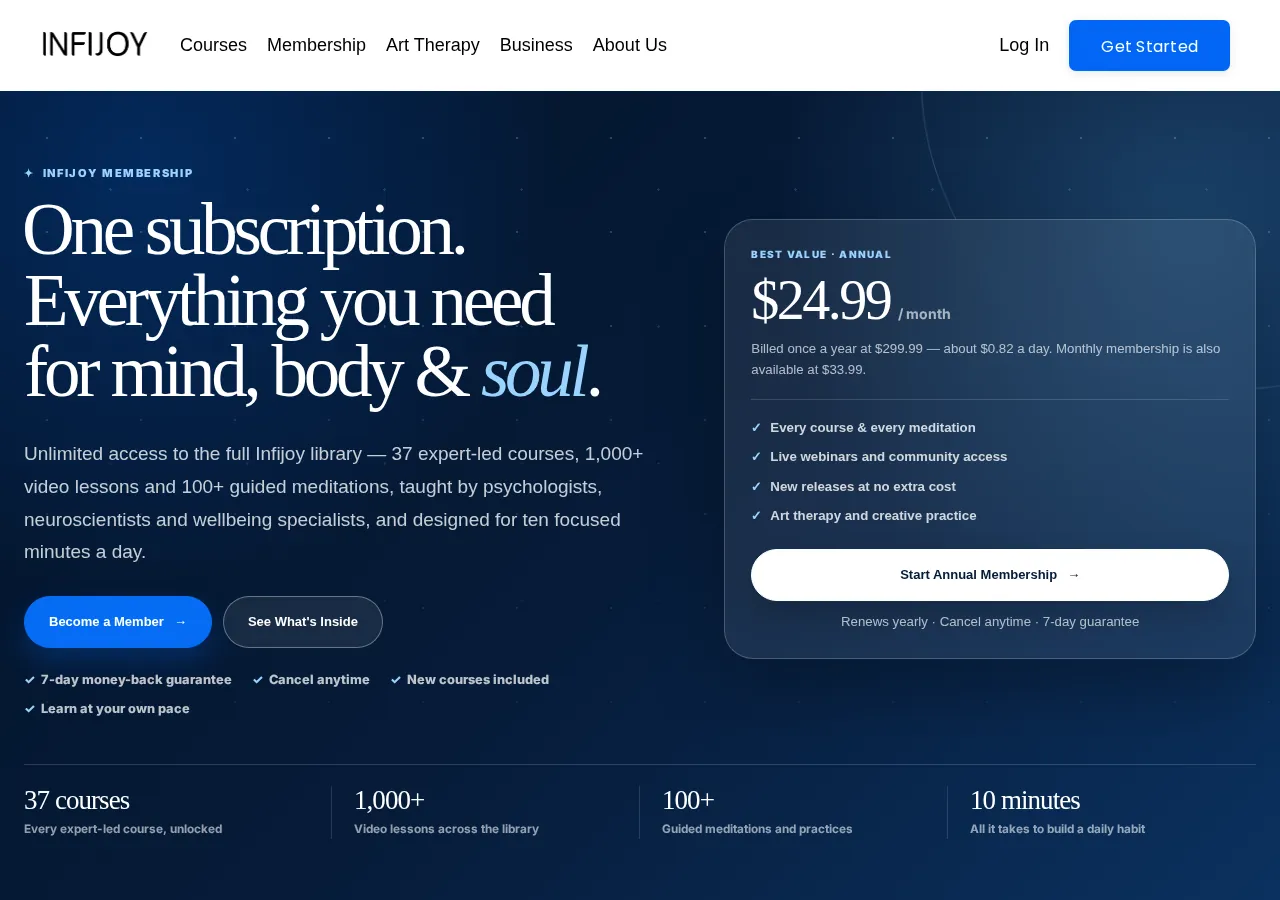 INFIJOY
Courses
Membership
Art Therapy
Business
About Us
Log In
Get Started
✦ INFIJOY MEMBERSHIP
One subscription.
Everything you need
for mind, body & soul.
Unlimited access to the full Infijoy library — 37 expert-led courses, 1,000+
video lessons and 100+ guided meditations, taught by psychologists,
neuroscientists and wellbeing specialists, and designed for ten focused
minutes a day.
Become a Member →
See What's Inside
✓ 7-day money-back guarantee
✓ Cancel anytime
✓ New courses included
✓ Learn at your own pace
BEST VALUE · ANNUAL
$24.99 / month
Billed once a year at $299.99 — about $0.82 a day. Monthly membership is also
available at $33.99.
✓ Every course & every meditation
✓ Live webinars and community access
✓ New releases at no extra cost
✓ Art therapy and creative practice
Start Annual Membership →
Renews yearly · Cancel anytime · 7-day guarantee
37 courses
Every expert-led course, unlocked
1,000+
Video lessons across the library
100+
Guided meditations and practices
10 minutes
All it takes to build a daily habit